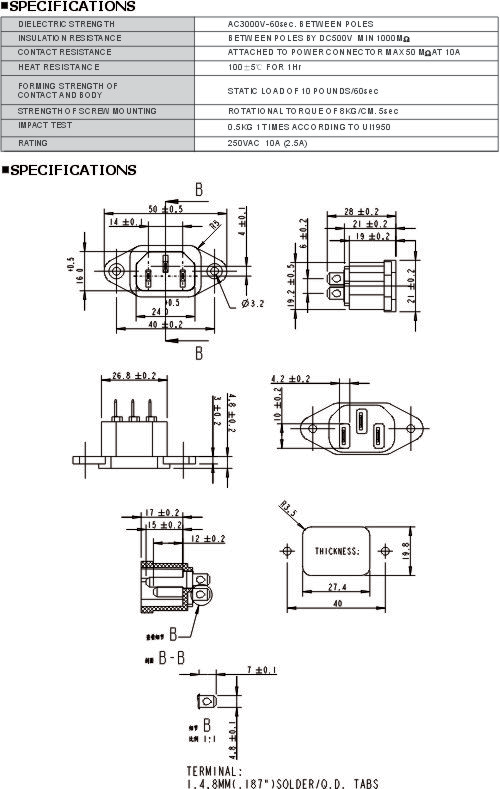 ■SPECIFICATIONS
DIELECTRIC STRENGTH AC3000V-60sec. BETWEEN POLES
INSULATION RESISTANCE BETWEEN POLES BY DC500V MIN 1000MΩ
CONTACT RESISTANCE ATTACHED TO POWER CONNECTOR MAX 50 MΩ AT 10A
HEAT RESISTANCE 100±5℃ FOR 1Hr
FORMING STRENGTH OF
CONTACT AND BODY
STATIC LOAD OF 10 POUNDS/60sec
STRENGTH OF SCREW MOUNTING ROTATIONAL TORQUE OF 8KG/CM. 5sec
IMPACT TEST 0.5KG 1 TIMES ACCORDING TO UI1950
RATING 250VAC 10A (2.5A)
■SPECIFICATIONS
B
50 ±0.5
14 ±0.1
R5
4 ±0.1
+0.5
16.0
+0.5
24.0
40 ±0.2
Ø3.2
B
28 ±0.2
21 ±0.2
19 ±0.2
6 ±0.2
19.2 ±0.5
21 ±0.2
26.8 ±0.2
3 ±0.2
4.8 ±0.2
4.2 ±0.2
10 ±0.2
17 ±0.2
15 ±0.2
12 ±0.2
B
B-B
R3.5
THICKNESS:
19.8
27.4
40
7 ±0.1
B
1:1
4.8 ±0.1
TERMINAL:
1.4.8MM(.187")SOLDER/Q.D. TABS